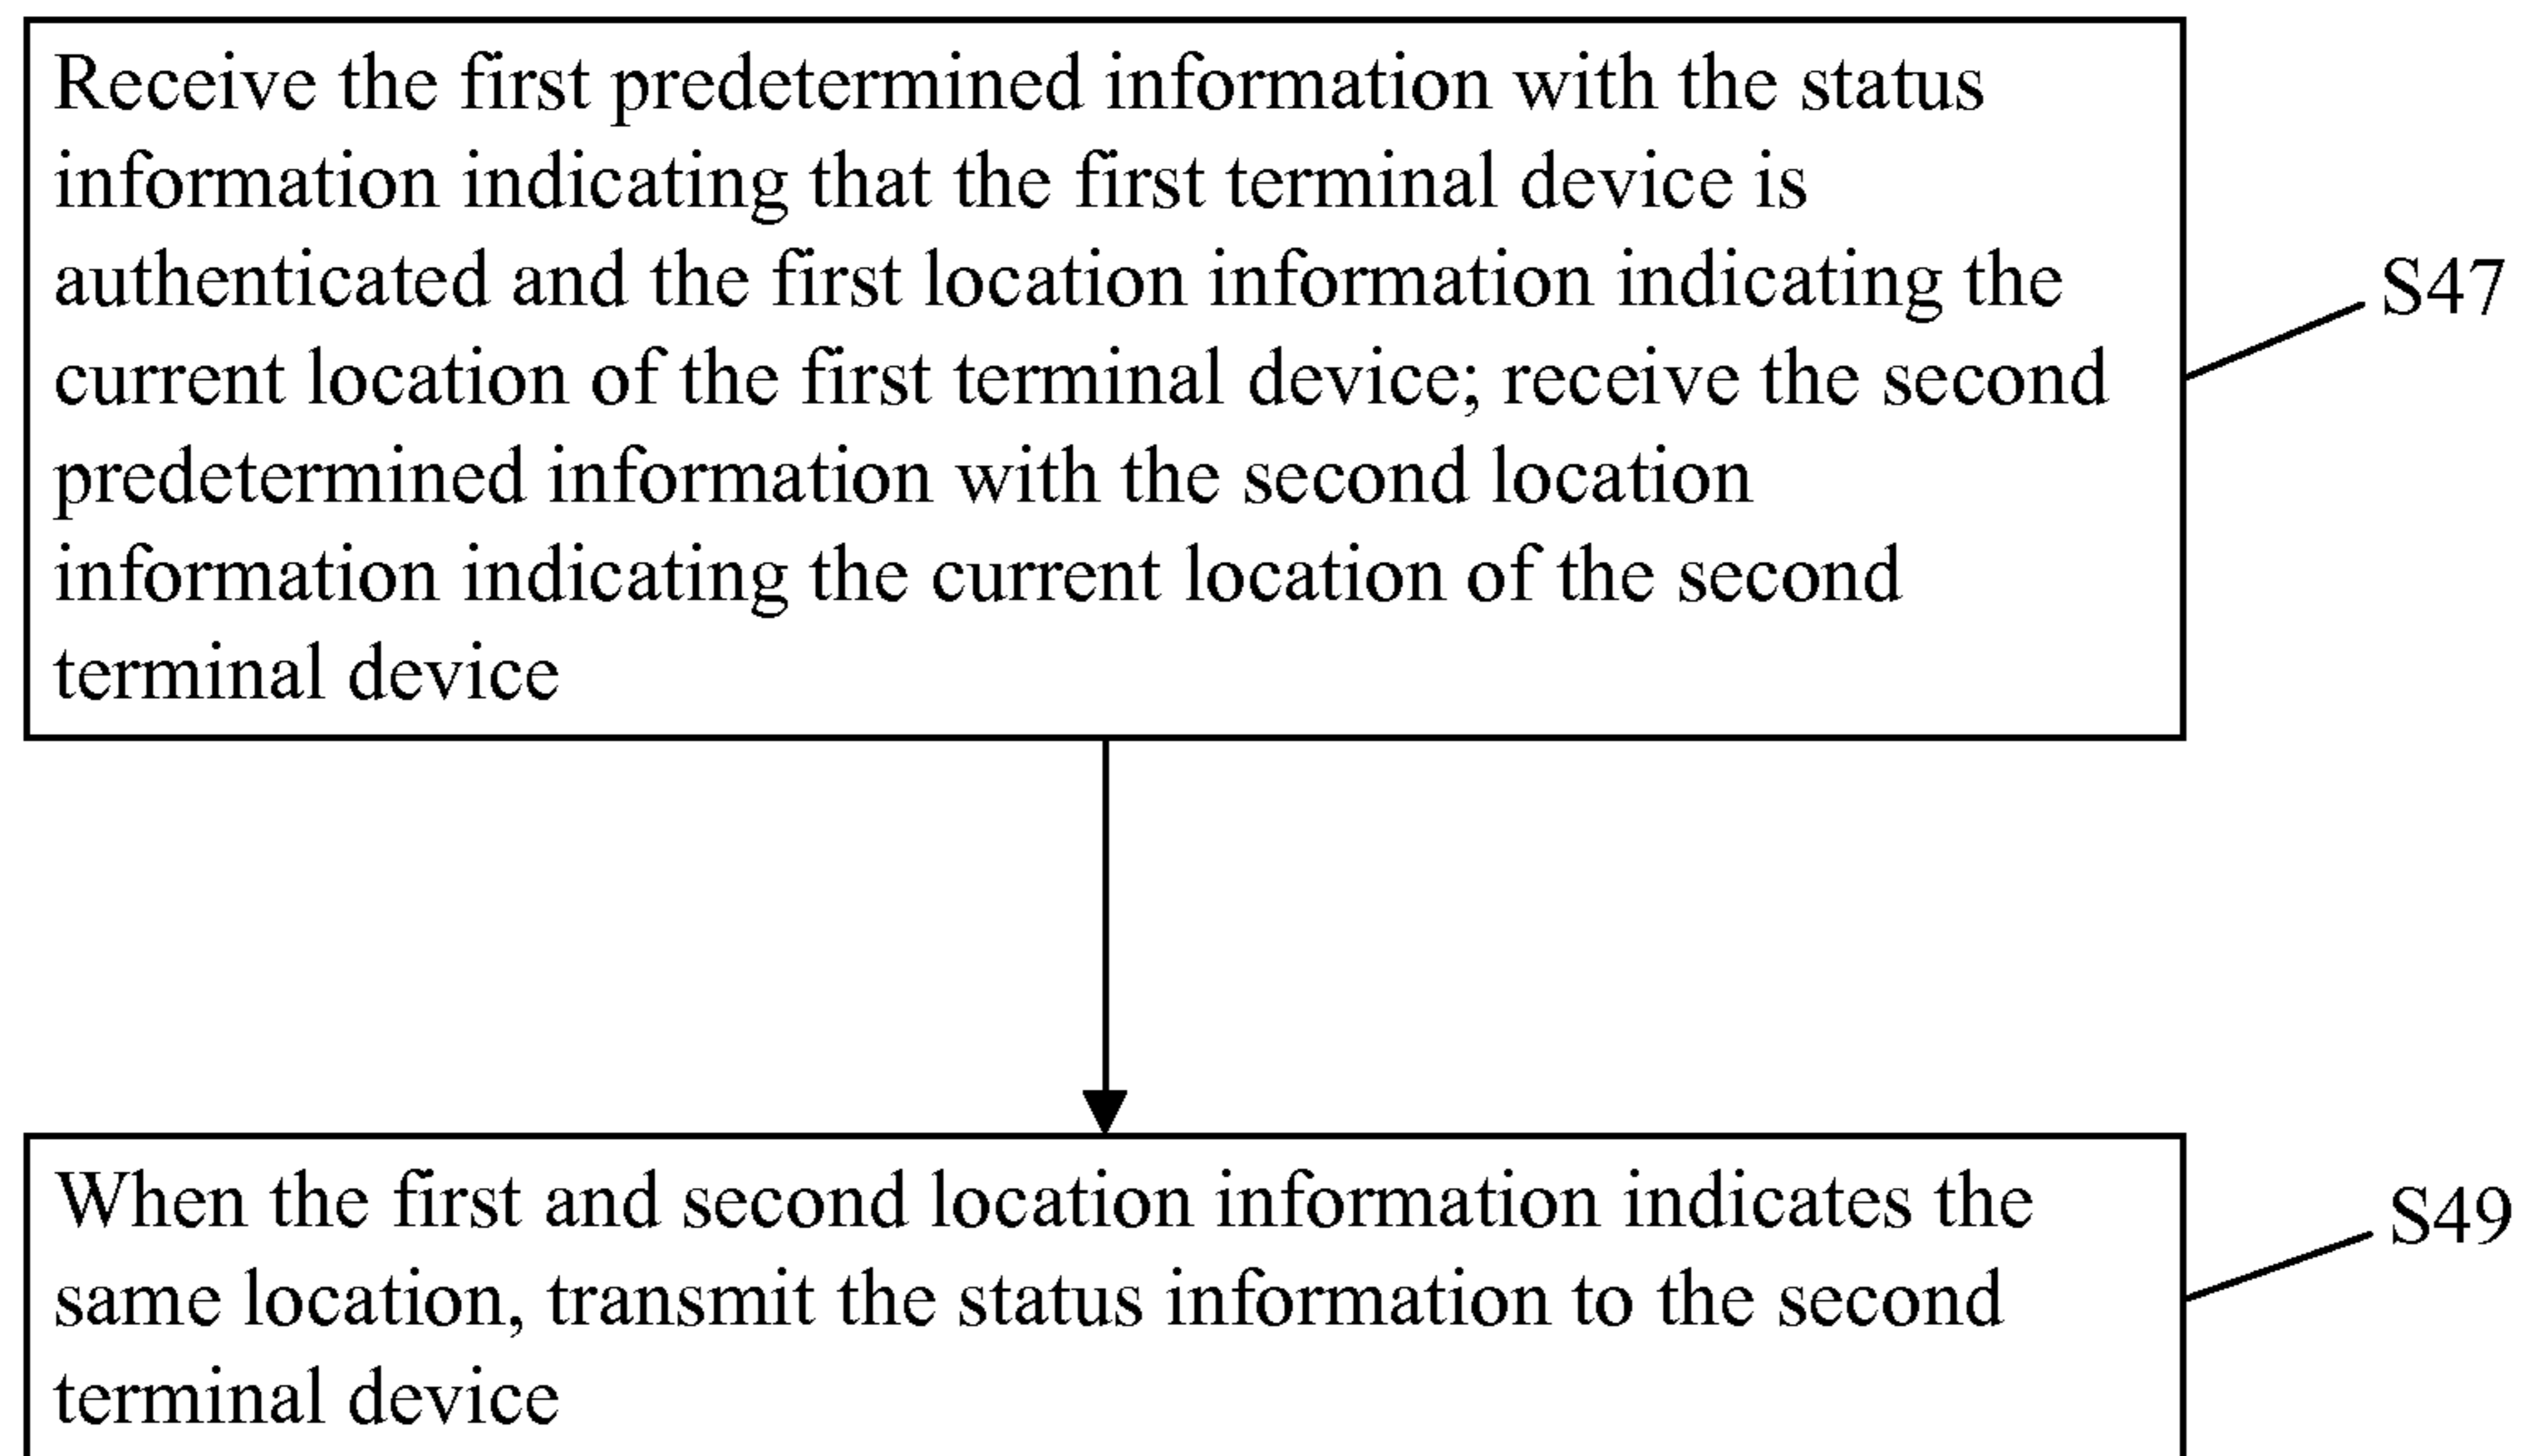 Receive the first predetermined information with the status
information indicating that the first terminal device is
authenticated and the first location information indicating the
current location of the first terminal device; receive the second
predetermined information with the second location
information indicating the current location of the second
terminal device
S47
When the first and second location information indicates the
same location, transmit the status information to the second
terminal device
S49